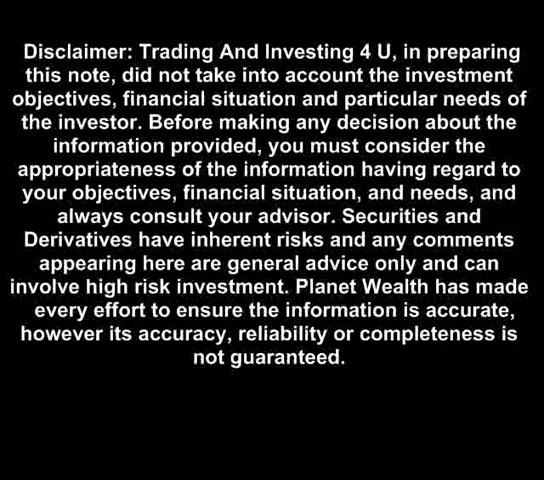 Disclaimer: Trading And Investing 4 U, in preparing
this note, did not take into account the investment
objectives, financial situation and particular needs of
the investor. Before making any decision about the
information provided, you must consider the
appropriateness of the information having regard to
your objectives, financial situation, and needs, and
always consult your advisor. Securities and
Derivatives have inherent risks and any comments
appearing here are general advice only and can
involve high risk investment. Planet Wealth has made
every effort to ensure the information is accurate,
however its accuracy, reliability or completeness is
not guaranteed.